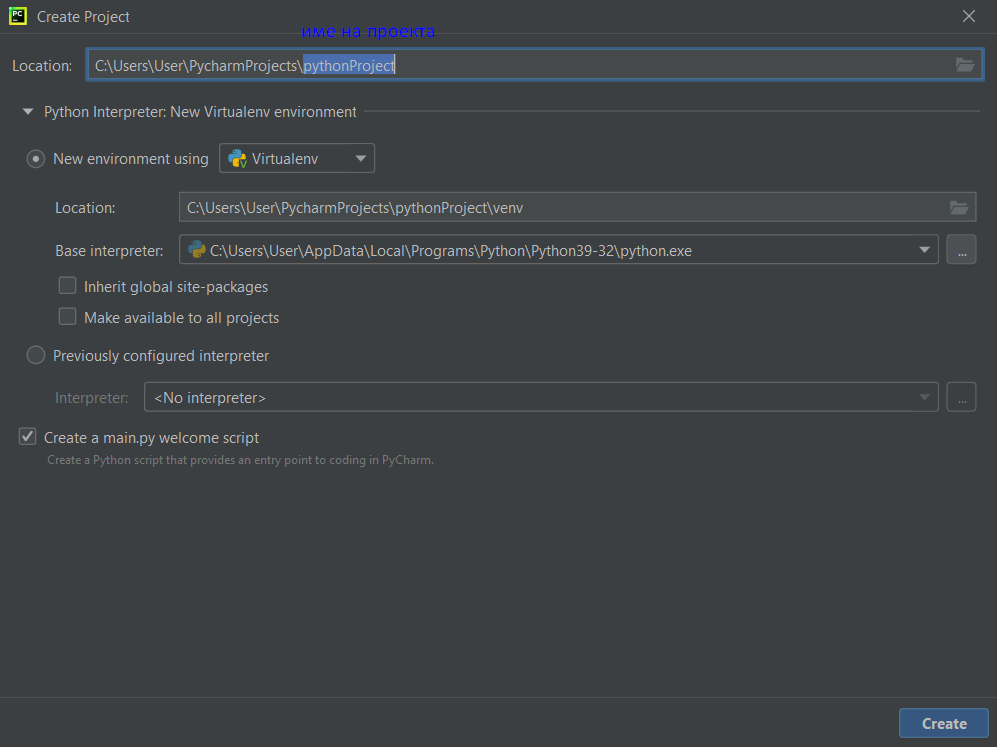 Create Project
име на проекта
Location: C:\Users\User\PycharmProjects\pythonProject
Python Interpreter: New Virtualenv environment
New environment using Virtualenv
Location: C:\Users\User\PycharmProjects\pythonProject\venv
Base interpreter: C:\Users\User\AppData\Local\Programs\Python\Python39-32\python.exe ...
Inherit global site-packages
Make available to all projects
Previously configured interpreter
Interpreter: <No interpreter> ...
Create a main.py welcome script
Create a Python script that provides an entry point to coding in PyCharm.
Create